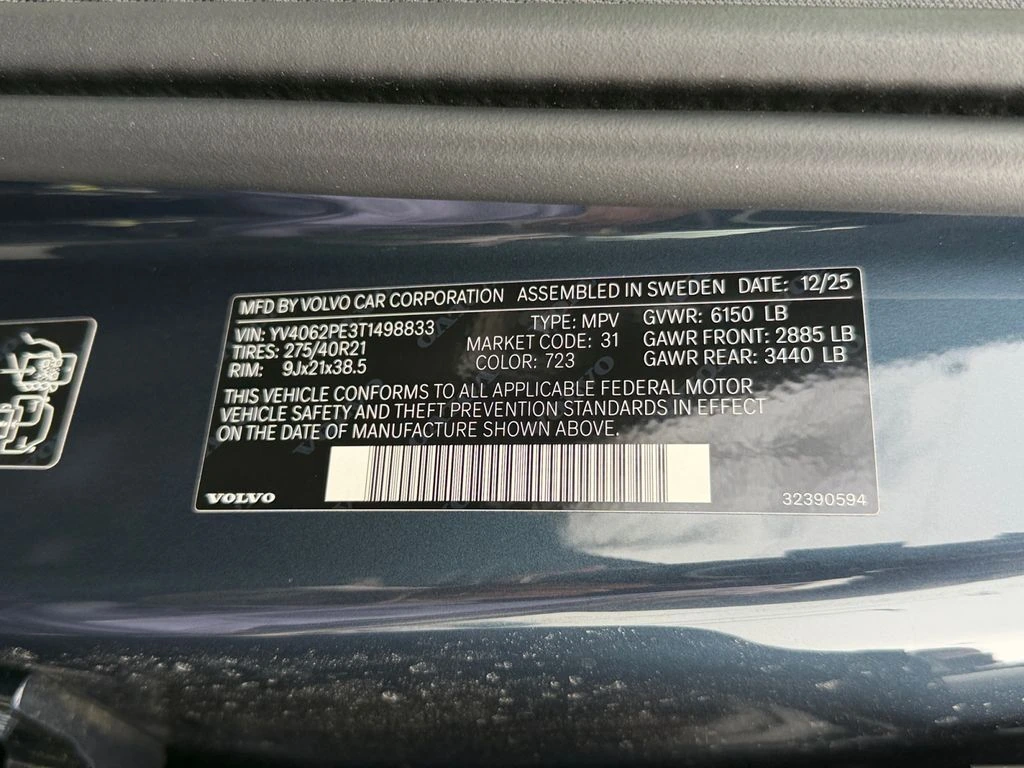 MFD BY VOLVO CAR CORPORATION ASSEMBLED IN SWEDEN DATE: 12/25
VIN: YV4062PE3T1498833 TYPE: MPV GVWR: 6150 LB
TIRES: 275/40R21 MARKET CODE: 31 GAWR FRONT: 2885 LB
RIM: 9Jx21x38.5 COLOR: 723 GAWR REAR: 3440 LB
THIS VEHICLE CONFORMS TO ALL APPLICABLE FEDERAL MOTOR
VEHICLE SAFETY AND THEFT PREVENTION STANDARDS IN EFFECT
ON THE DATE OF MANUFACTURE SHOWN ABOVE.
VOLVO 32390594